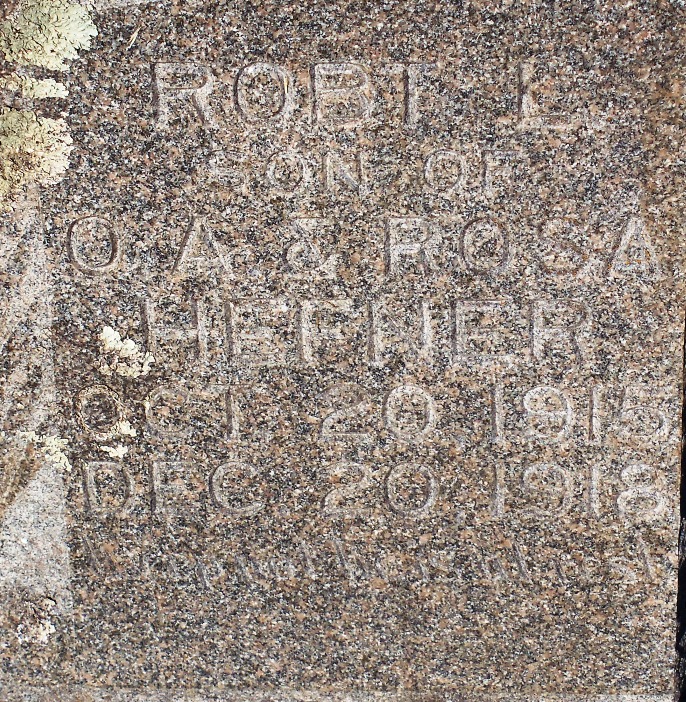 ROBT L
SON OF
O. A. & ROSA
HEFNER
OCT 20, 1915
DEC 20 1918